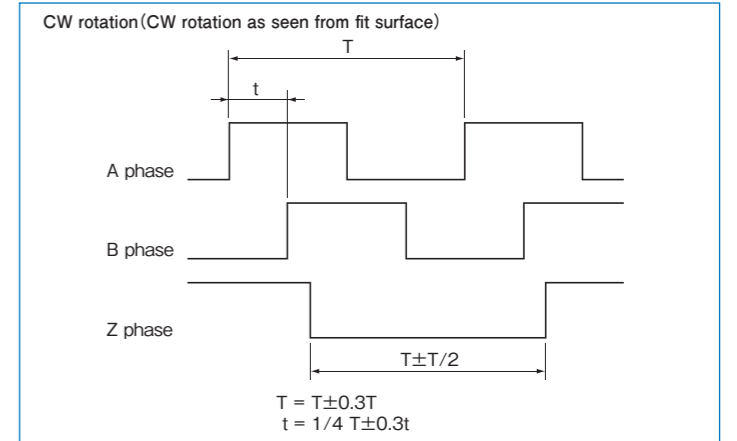 CW rotation(CW rotation as seen from fit surface)
T
t
A phase
B phase
Z phase
T±T/2
T = T±0.3T
t = 1/4 T±0.3t